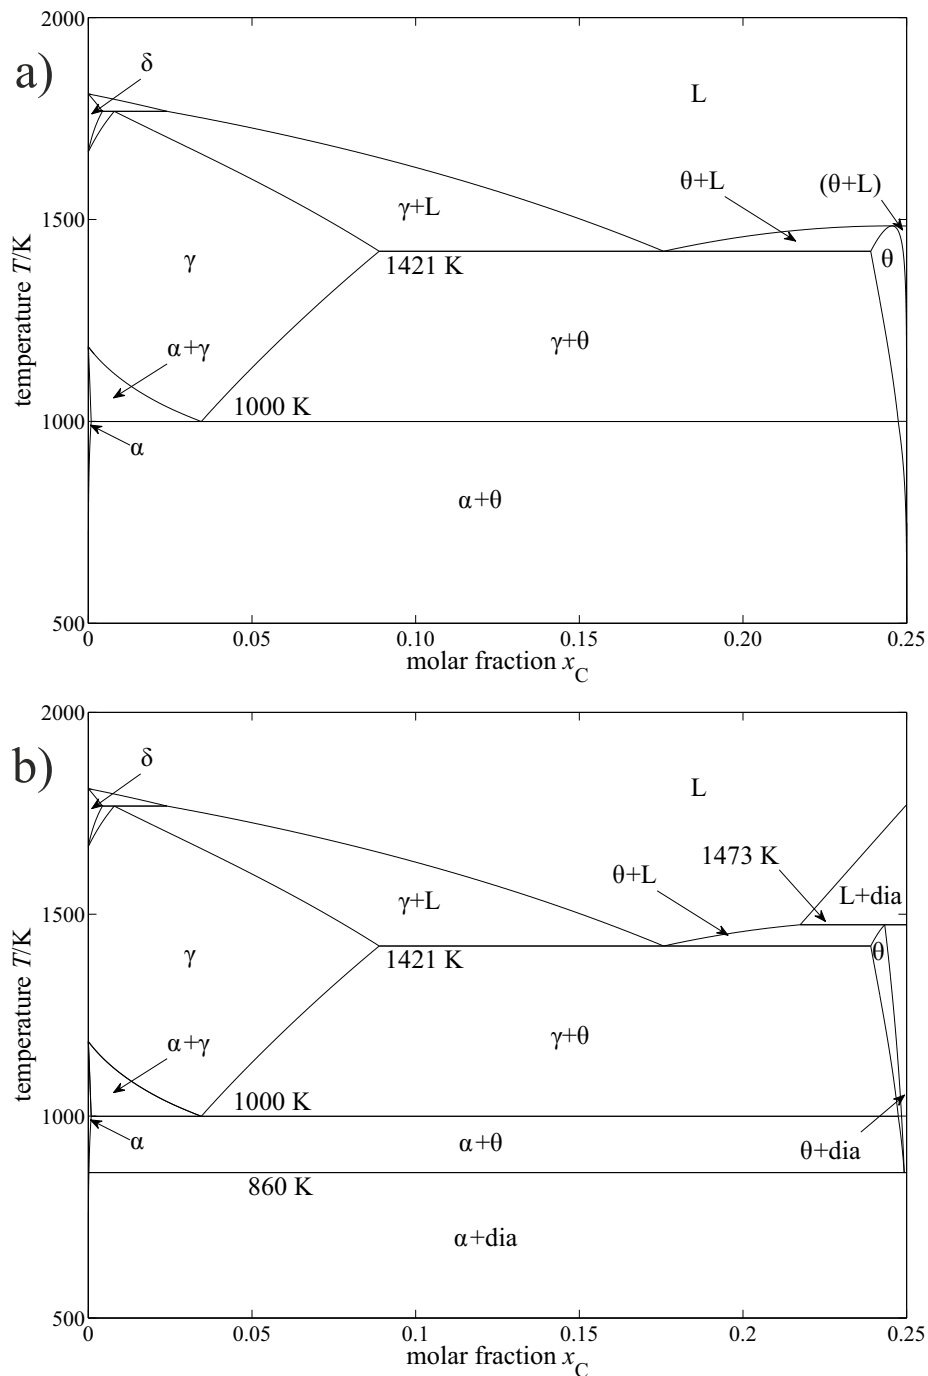 a)
2000
δ
L
θ+L
(θ+L)
γ+L
1500
γ
1421 K
θ
γ+θ
α+γ
1000 K
1000
α
α+θ
500
0
0.05
0.10
0.15
0.20
0.25
temperature T/K
molar fraction xC
b)
2000
δ
L
1473 K
θ+L
L+dia
γ+L
1500
γ
1421 K
θ
γ+θ
α+γ
1000 K
1000
α
α+θ
θ+dia
860 K
α+dia
500
0
0.05
0.1
0.15
0.2
0.25
temperature T/K
molar fraction xC